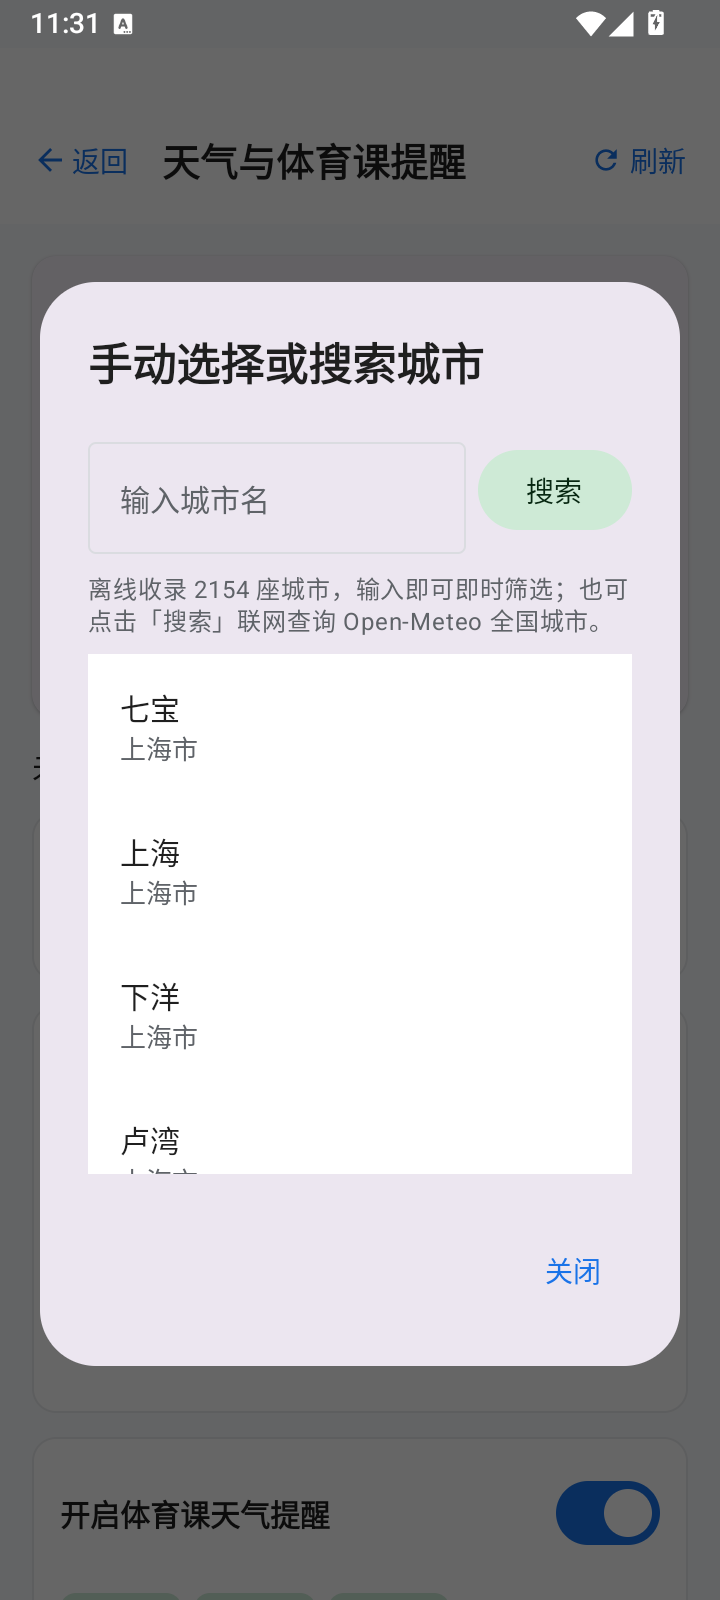 11:31
返回 天气与体育课提醒 刷新
手动选择或搜索城市
输入城市名 搜索
离线收录 2154 座城市，输入即可即时筛选；也可
点击「搜索」联网查询 Open-Meteo 全国城市。
七宝
上海市
上海
上海市
下洋
上海市
卢湾
关闭
开启体育课天气提醒